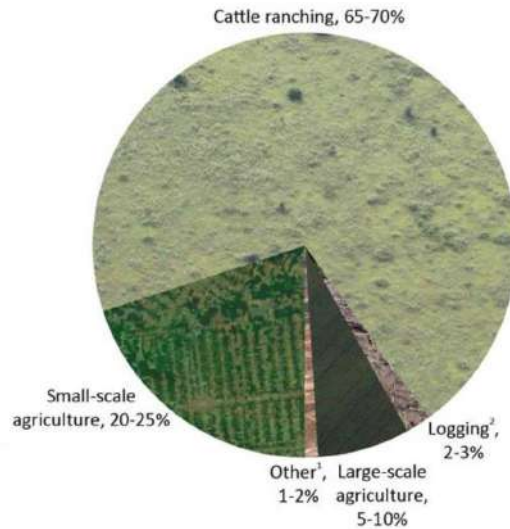 Cattle ranching, 65-70%
Small-scale
agriculture, 20-25%
Other¹,
1-2%
Large-scale
agriculture,
5-10%
Logging²,
2-3%